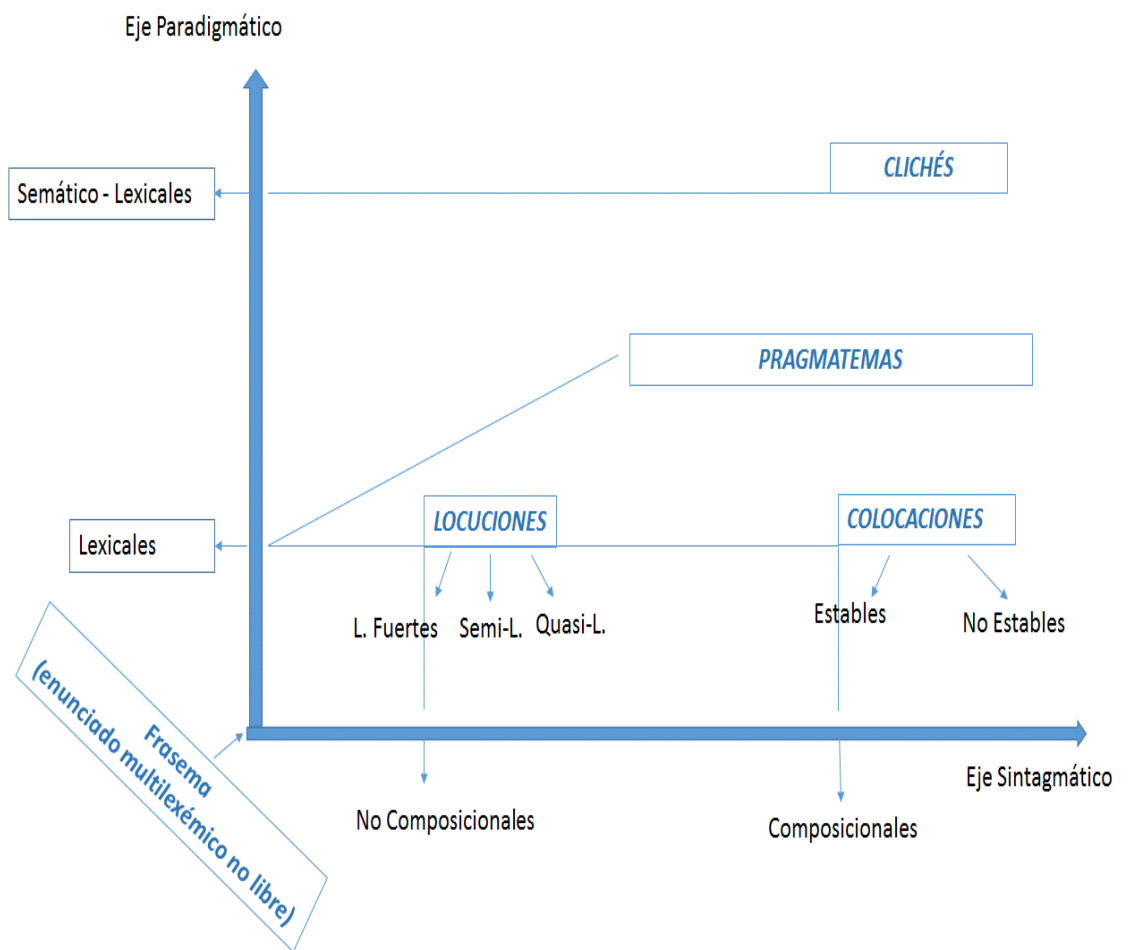 Eje Paradigmático
CLICHÉS
Semático - Lexicales
PRAGMATEMAS
LOCUCIONES
COLOCACIONES
Lexicales
L. Fuertes
Semi-L.
Quasi-L.
Estables
No Estables
Frasema
(enunciado multilexémico no libre)
Eje Sintagmático
No Composicionales
Composicionales